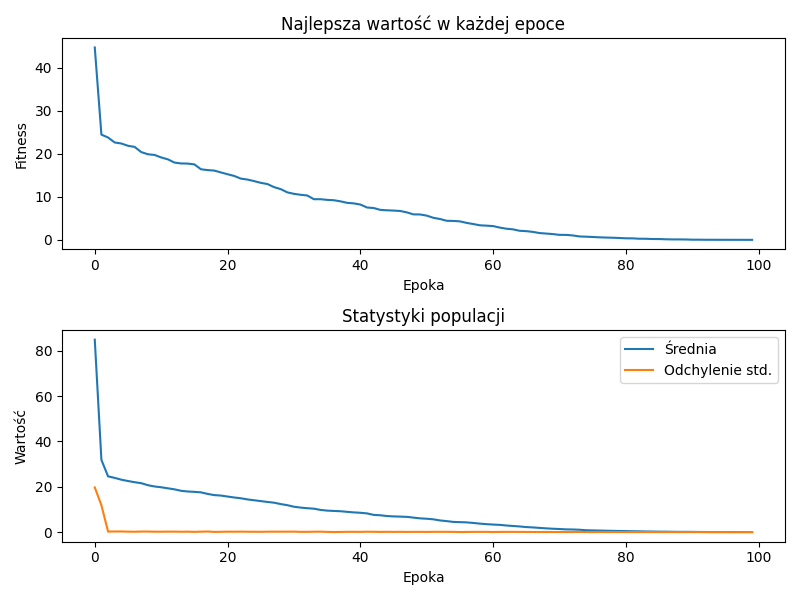 Najlepsza wartość w każdej epoce
Fitness
40
30
20
10
0
0 20 40 60 80 100
Epoka
Statystyki populacji
Wartość
80
60
40
20
0
Średnia
Odchylenie std.
0 20 40 60 80 100
Epoka